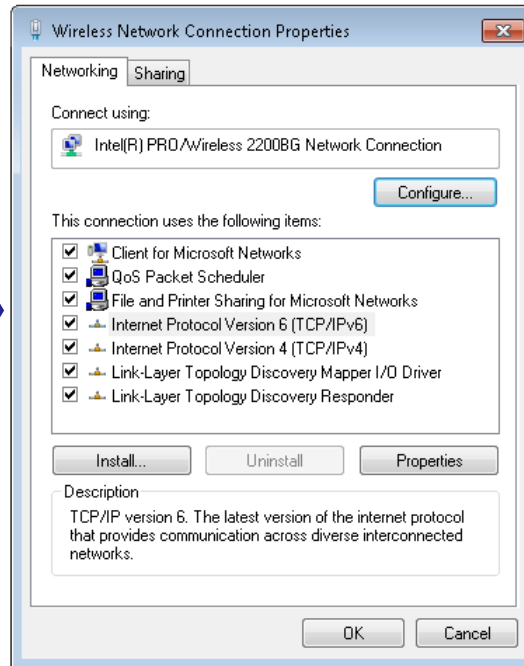 Wireless Network Connection Properties
Networking
Sharing
Connect using:
Intel(R) PRO/Wireless 2200BG Network Connection
Configure...
This connection uses the following items:
Client for Microsoft Networks
QoS Packet Scheduler
File and Printer Sharing for Microsoft Networks
Internet Protocol Version 6 (TCP/IPv6)
Internet Protocol Version 4 (TCP/IPv4)
Link-Layer Topology Discovery Mapper I/O Driver
Link-Layer Topology Discovery Responder
Install...
Uninstall
Properties
Description
TCP/IP version 6. The latest version of the internet protocol
that provides communication across diverse interconnected
networks.
OK
Cancel